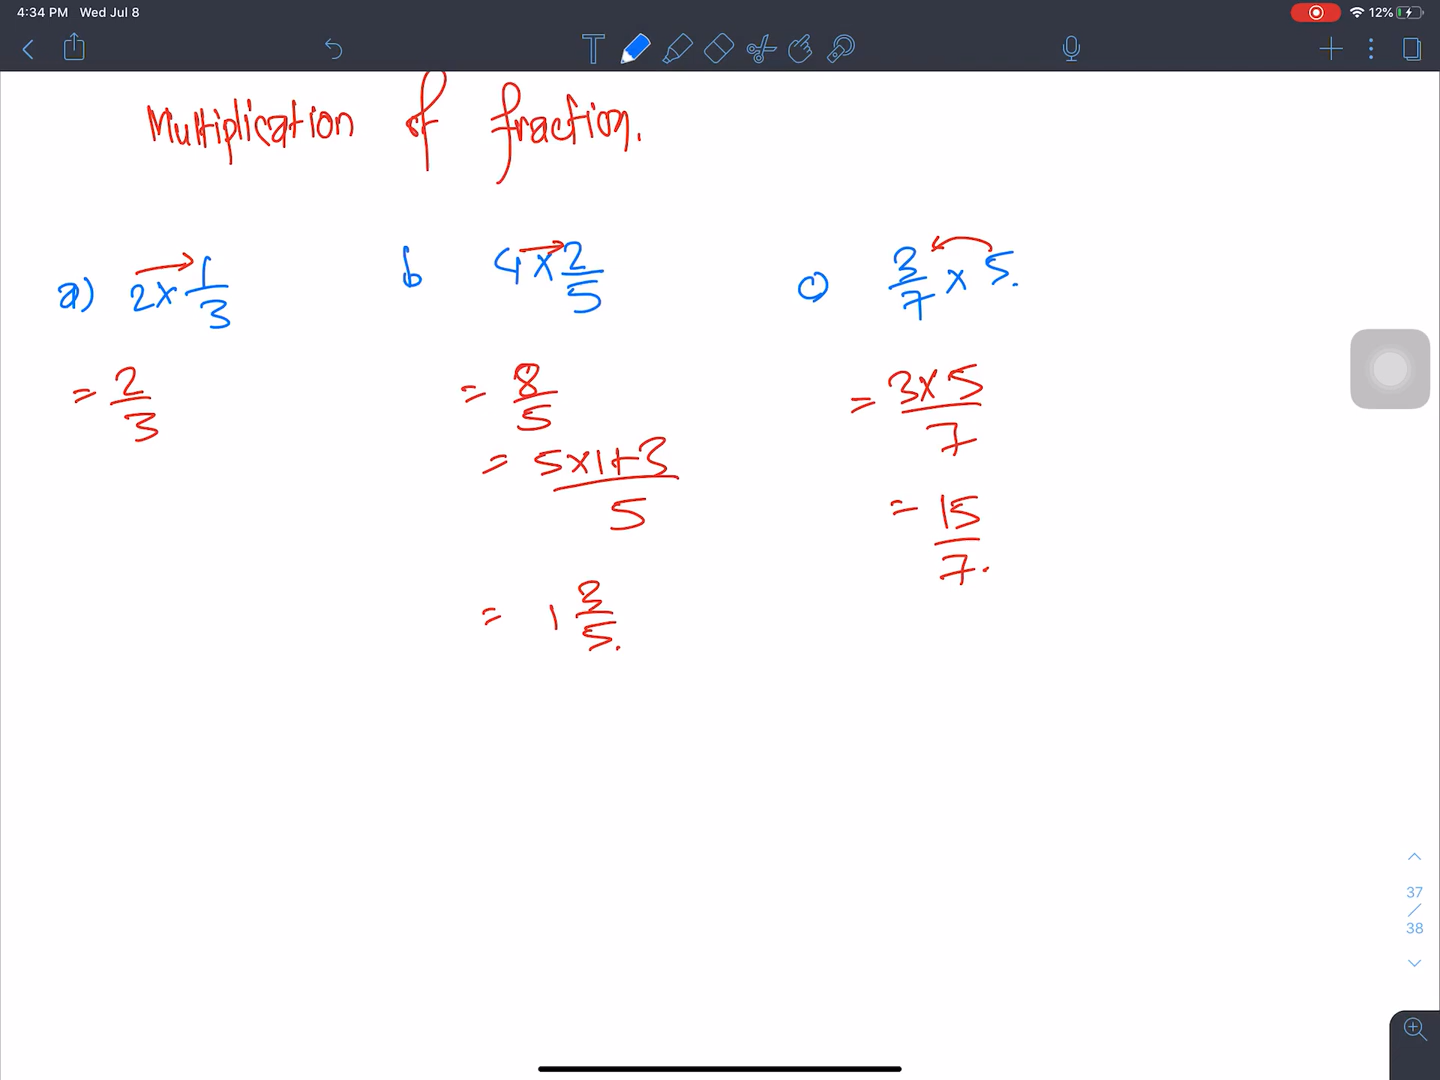 4:34 PM Wed Jul 8
12%
T
Multiplication of fraction.
a) 2 × 1/3
= 2/3
b 4 × 2/5
= 8/5
= 5×1+3/5
= 1 3/5.
c) 3/7 × 5.
= 3×5/7
= 15/7.
37
/
38